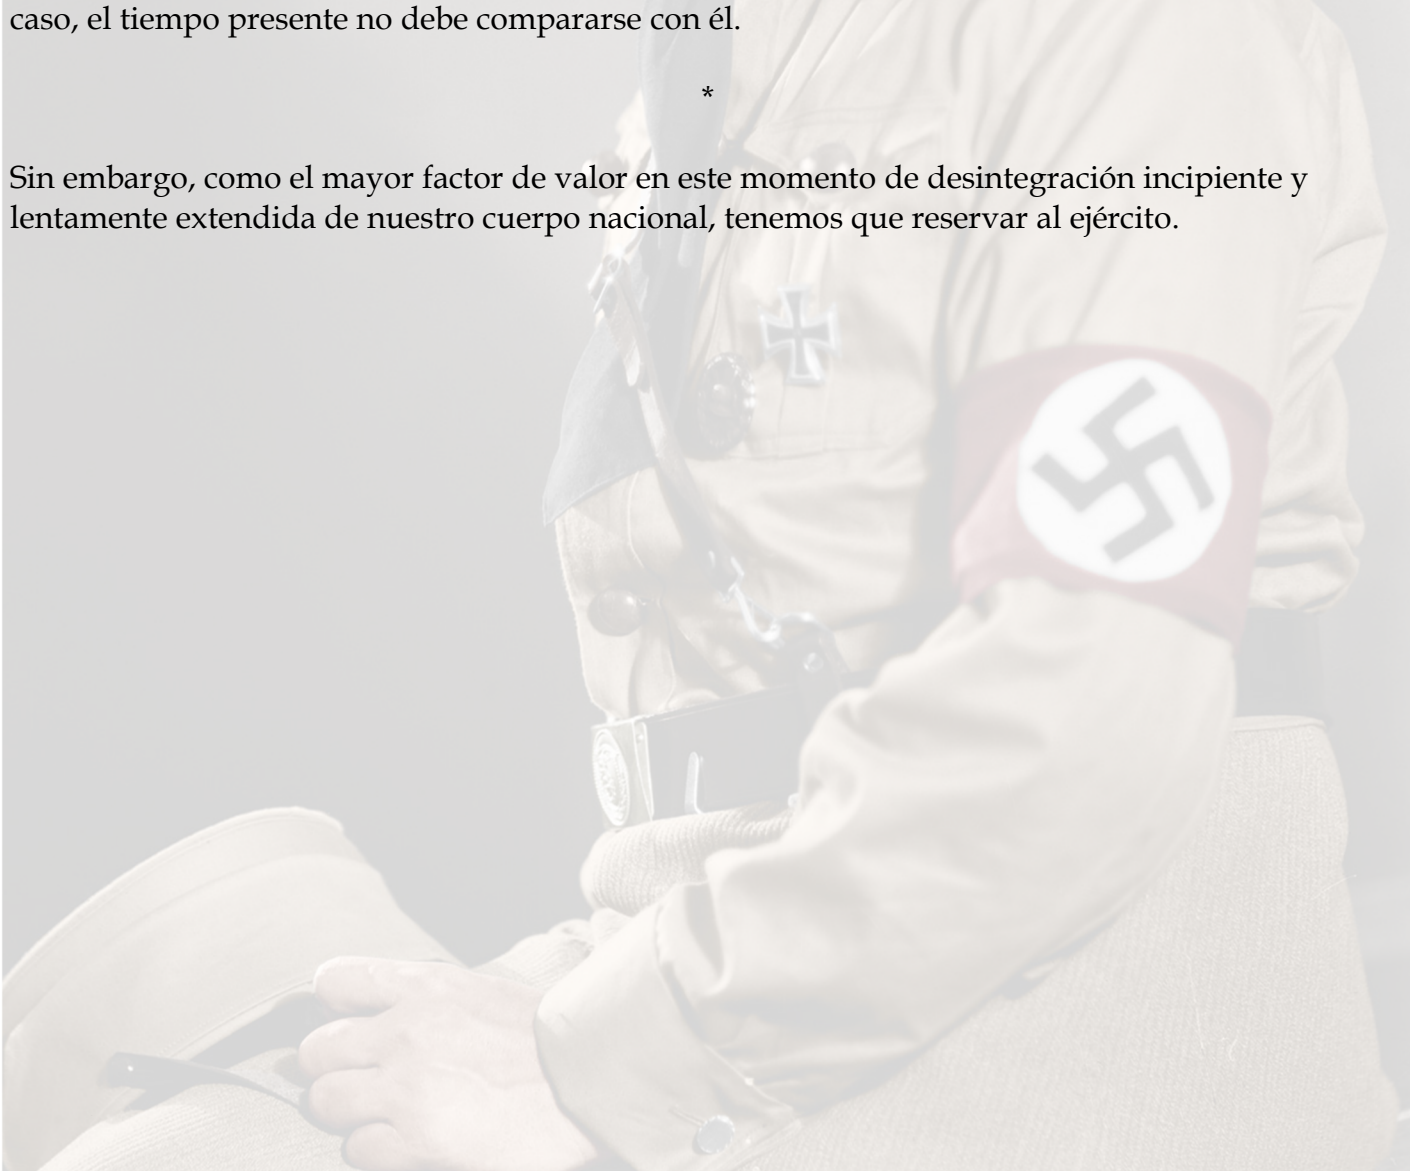 caso, el tiempo presente no debe compararse con él.
*
Sin embargo, como el mayor factor de valor en este momento de desintegración incipiente y
lentamente extendida de nuestro cuerpo nacional, tenemos que reservar al ejército.